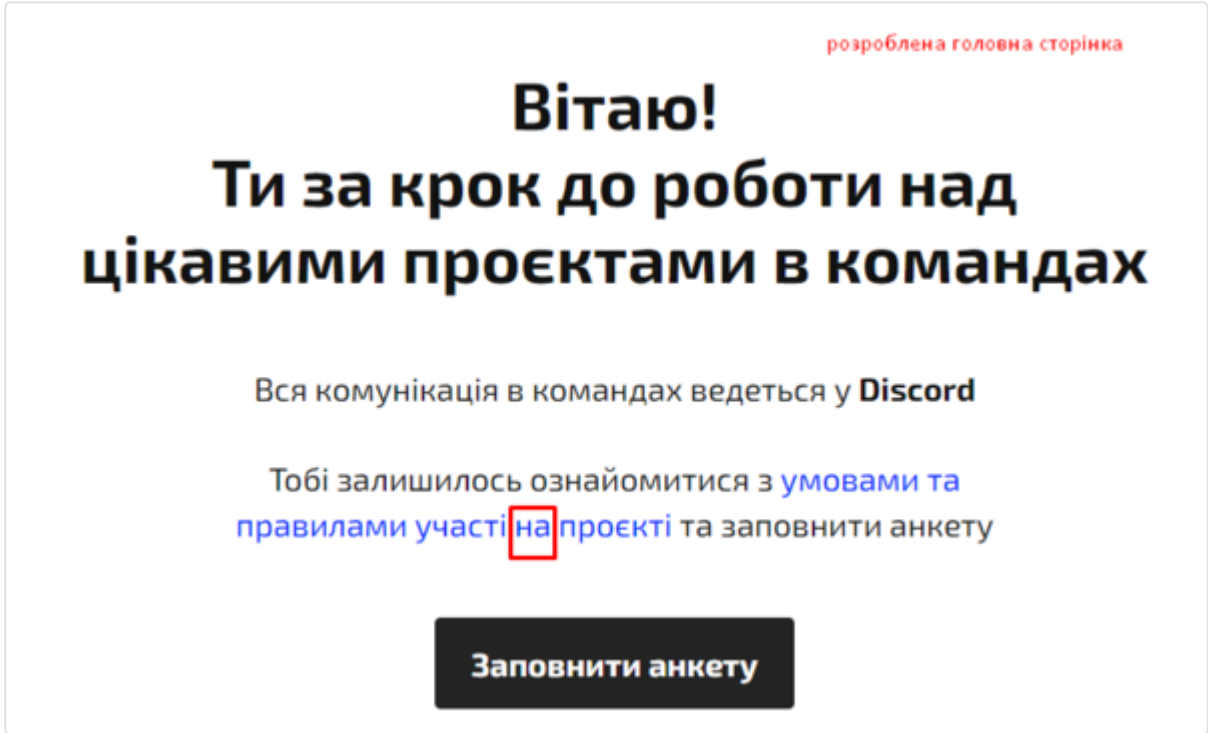 розроблена головна сторінка
Вітаю!
Ти за крок до роботи над
цікавими проєктами в командах
Вся комунікація в командах ведеться у Discord
Тобі залишилось ознайомитися з умовами та
правилами участі на проєкті та заповнити анкету
Заповнити анкету